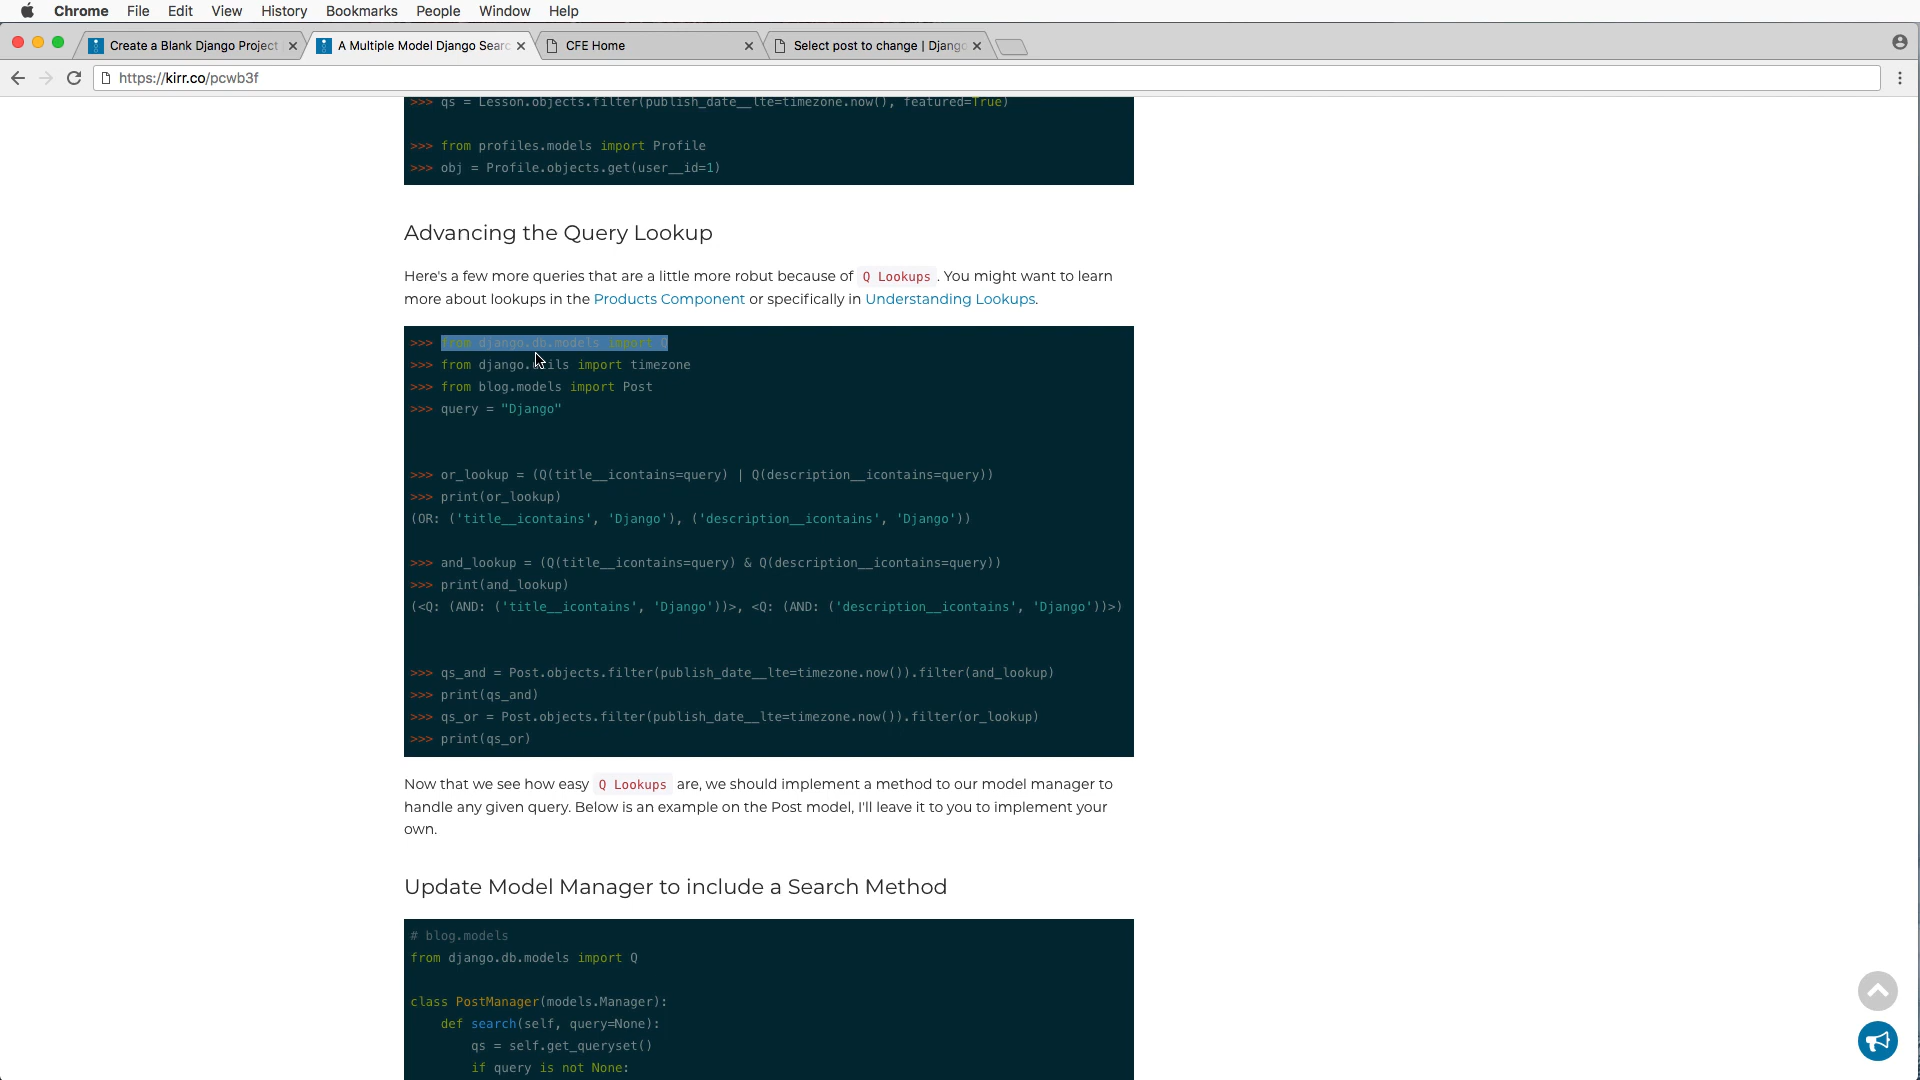 Chrome File Edit View History Bookmarks People Window Help
Create a Blank Django Project
A Multiple Model Django Searc
CFE Home
Select post to change | Django
https://kirr.co/pcwb3f
>>> qs = Lesson.objects.filter(publish_date__lte=timezone.now(), featured=True)
>>> from profiles.models import Profile
>>> obj = Profile.objects.get(user__id=1)
Advancing the Query Lookup
Here's a few more queries that are a little more robut because of Q Lookups . You might want to learn
more about lookups in the Products Component or specifically in Understanding Lookups.
>>> from django.db.models import Q
>>> from django.utils import timezone
>>> from blog.models import Post
>>> query = "Django"
>>> or_lookup = (Q(title__icontains=query) | Q(description__icontains=query))
>>> print(or_lookup)
(OR: ('title__icontains', 'Django'), ('description__icontains', 'Django'))
>>> and_lookup = (Q(title__icontains=query) & Q(description__icontains=query))
>>> print(and_lookup)
(<Q: (AND: ('title__icontains', 'Django'))>, <Q: (AND: ('description__icontains', 'Django'))>)
>>> qs_and = Post.objects.filter(publish_date__lte=timezone.now()).filter(and_lookup)
>>> print(qs_and)
>>> qs_or = Post.objects.filter(publish_date__lte=timezone.now()).filter(or_lookup)
>>> print(qs_or)
Now that we see how easy Q Lookups are, we should implement a method to our model manager to
handle any given query. Below is an example on the Post model, I'll leave it to you to implement your
own.
Update Model Manager to include a Search Method
# blog.models
from django.db.models import Q
class PostManager(models.Manager):
def search(self, query=None):
qs = self.get_queryset()
if query is not None: